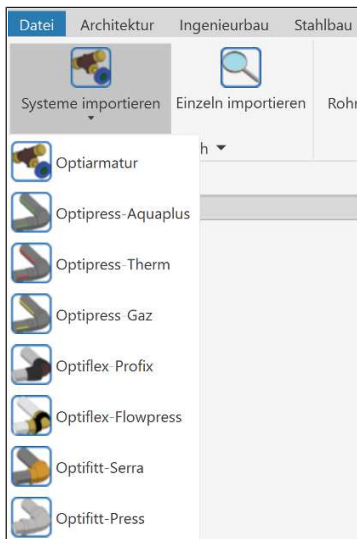 Datei Architektur Ingenieurbau Stahlbau
Systeme importieren Einzeln importieren
Optiarmatur
Optipress-Aquaplus
Optipress-Therm
Optipress-Gaz
Optiflex-Profix
Optiflex-Flowpress
Optifitt-Serra
Optifitt-Press